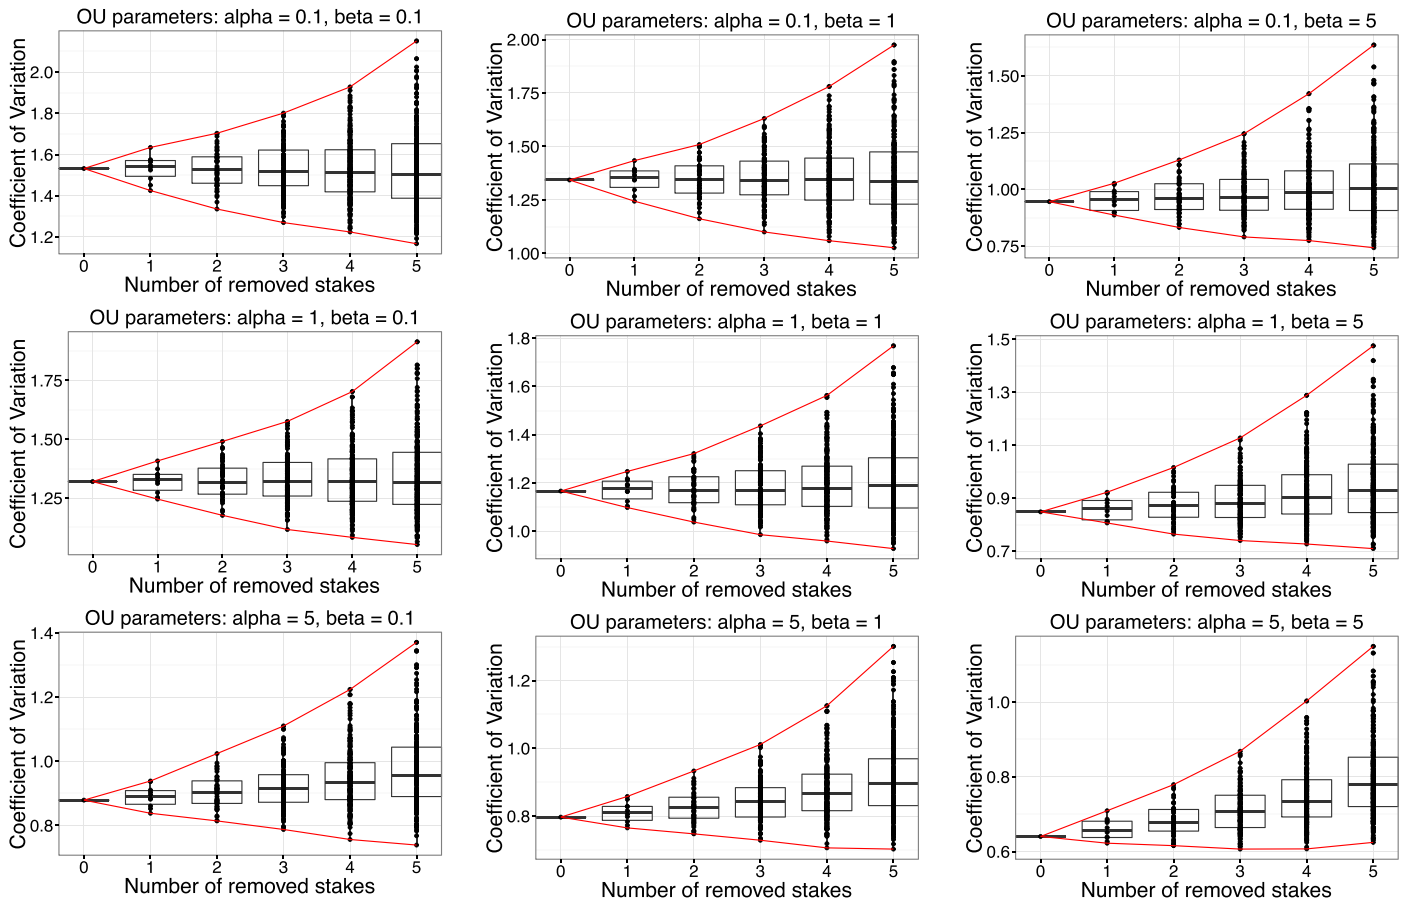 OU parameters: alpha = 0.1, beta = 0.1
Coefficient of Variation
2.0
1.8
1.6
1.4
1.2
0 1 2 3 4 5
Number of removed stakes
OU parameters: alpha = 0.1, beta = 1
Coefficient of Variation
2.00
1.75
1.50
1.25
1.00
0 1 2 3 4 5
Number of removed stakes
OU parameters: alpha = 0.1, beta = 5
Coefficient of Variation
1.50
1.25
1.00
0.75
0 1 2 3 4 5
Number of removed stakes
OU parameters: alpha = 1, beta = 0.1
Coefficient of Variation
1.75
1.50
1.25
0 1 2 3 4 5
Number of removed stakes
OU parameters: alpha = 1, beta = 1
Coefficient of Variation
1.8
1.6
1.4
1.2
1.0
0 1 2 3 4 5
Number of removed stakes
OU parameters: alpha = 1, beta = 5
Coefficient of Variation
1.5
1.3
1.1
0.9
0.7
0 1 2 3 4 5
Number of removed stakes
OU parameters: alpha = 5, beta = 0.1
Coefficient of Variation
1.4
1.2
1.0
0.8
0 1 2 3 4 5
Number of removed stakes
OU parameters: alpha = 5, beta = 1
Coefficient of Variation
1.2
1.0
0.8
0 1 2 3 4 5
Number of removed stakes
OU parameters: alpha = 5, beta = 5
Coefficient of Variation
1.0
0.8
0.6
0 1 2 3 4 5
Number of removed stakes